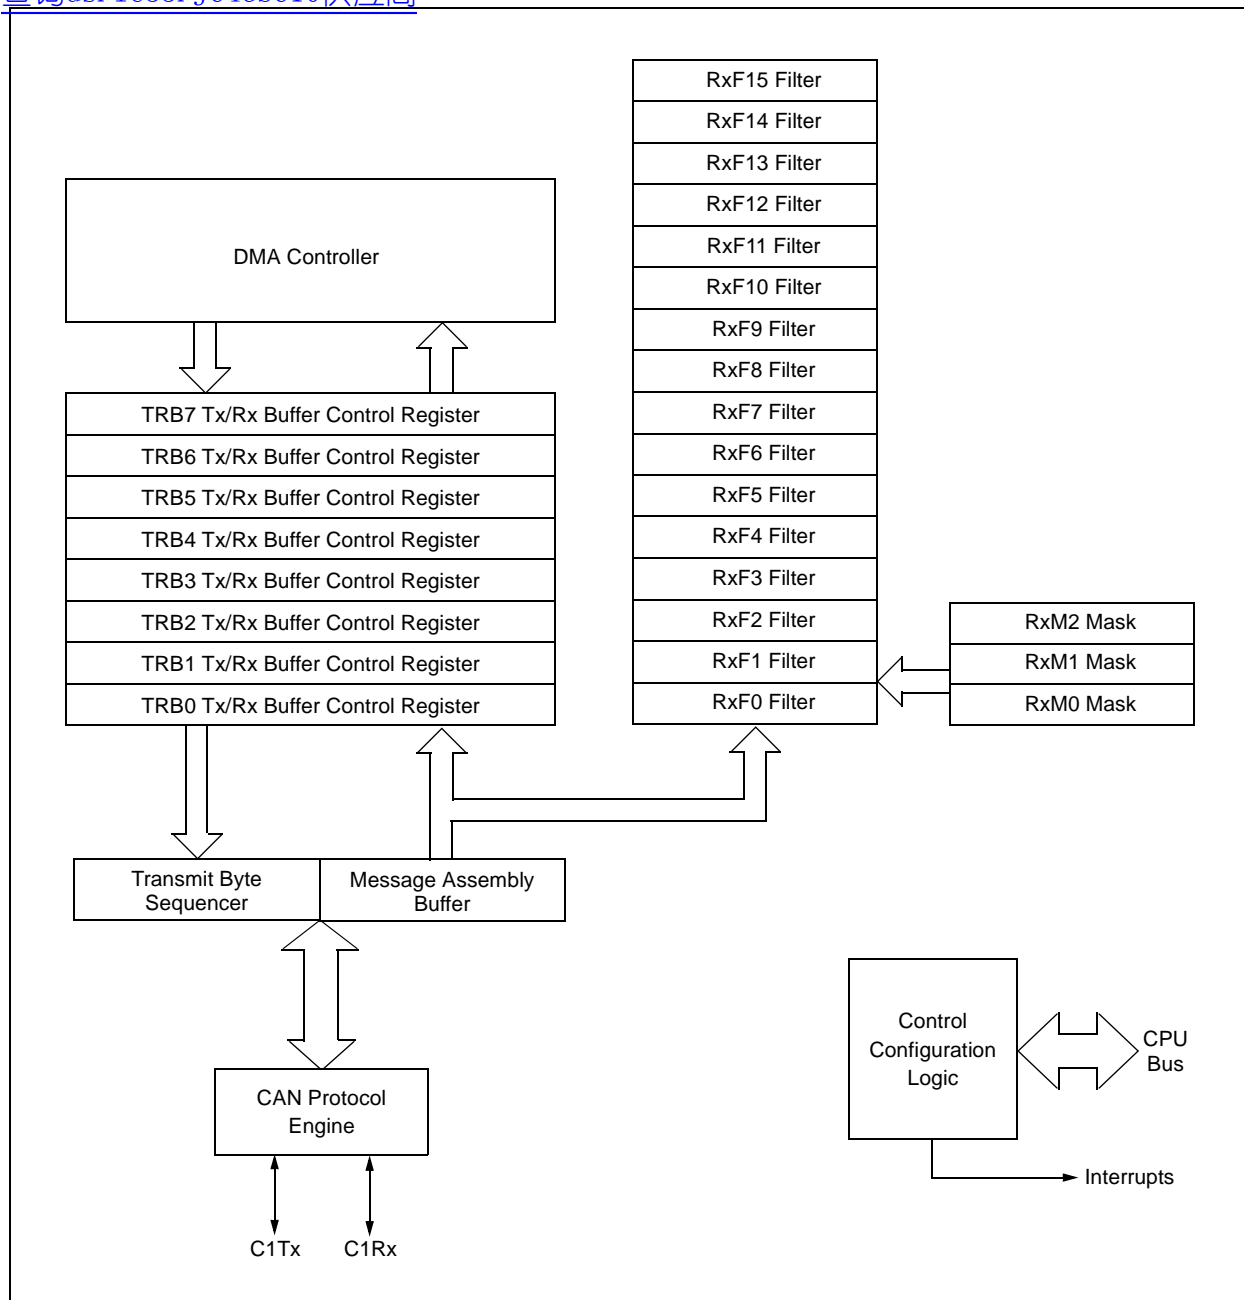 RxF15 Filter
RxF14 Filter
RxF13 Filter
RxF12 Filter
RxF11 Filter
RxF10 Filter
RxF9 Filter
RxF8 Filter
RxF7 Filter
RxF6 Filter
RxF5 Filter
RxF4 Filter
RxF3 Filter
RxF2 Filter
RxF1 Filter
RxF0 Filter
DMA Controller
TRB7 Tx/Rx Buffer Control Register
TRB6 Tx/Rx Buffer Control Register
TRB5 Tx/Rx Buffer Control Register
TRB4 Tx/Rx Buffer Control Register
TRB3 Tx/Rx Buffer Control Register
TRB2 Tx/Rx Buffer Control Register
TRB1 Tx/Rx Buffer Control Register
TRB0 Tx/Rx Buffer Control Register
RxM2 Mask
RxM1 Mask
RxM0 Mask
Transmit Byte
Sequencer
Message Assembly
Buffer
Control
Configuration
Logic
CPU
Bus
CAN Protocol
Engine
Interrupts
C1Tx
C1Rx